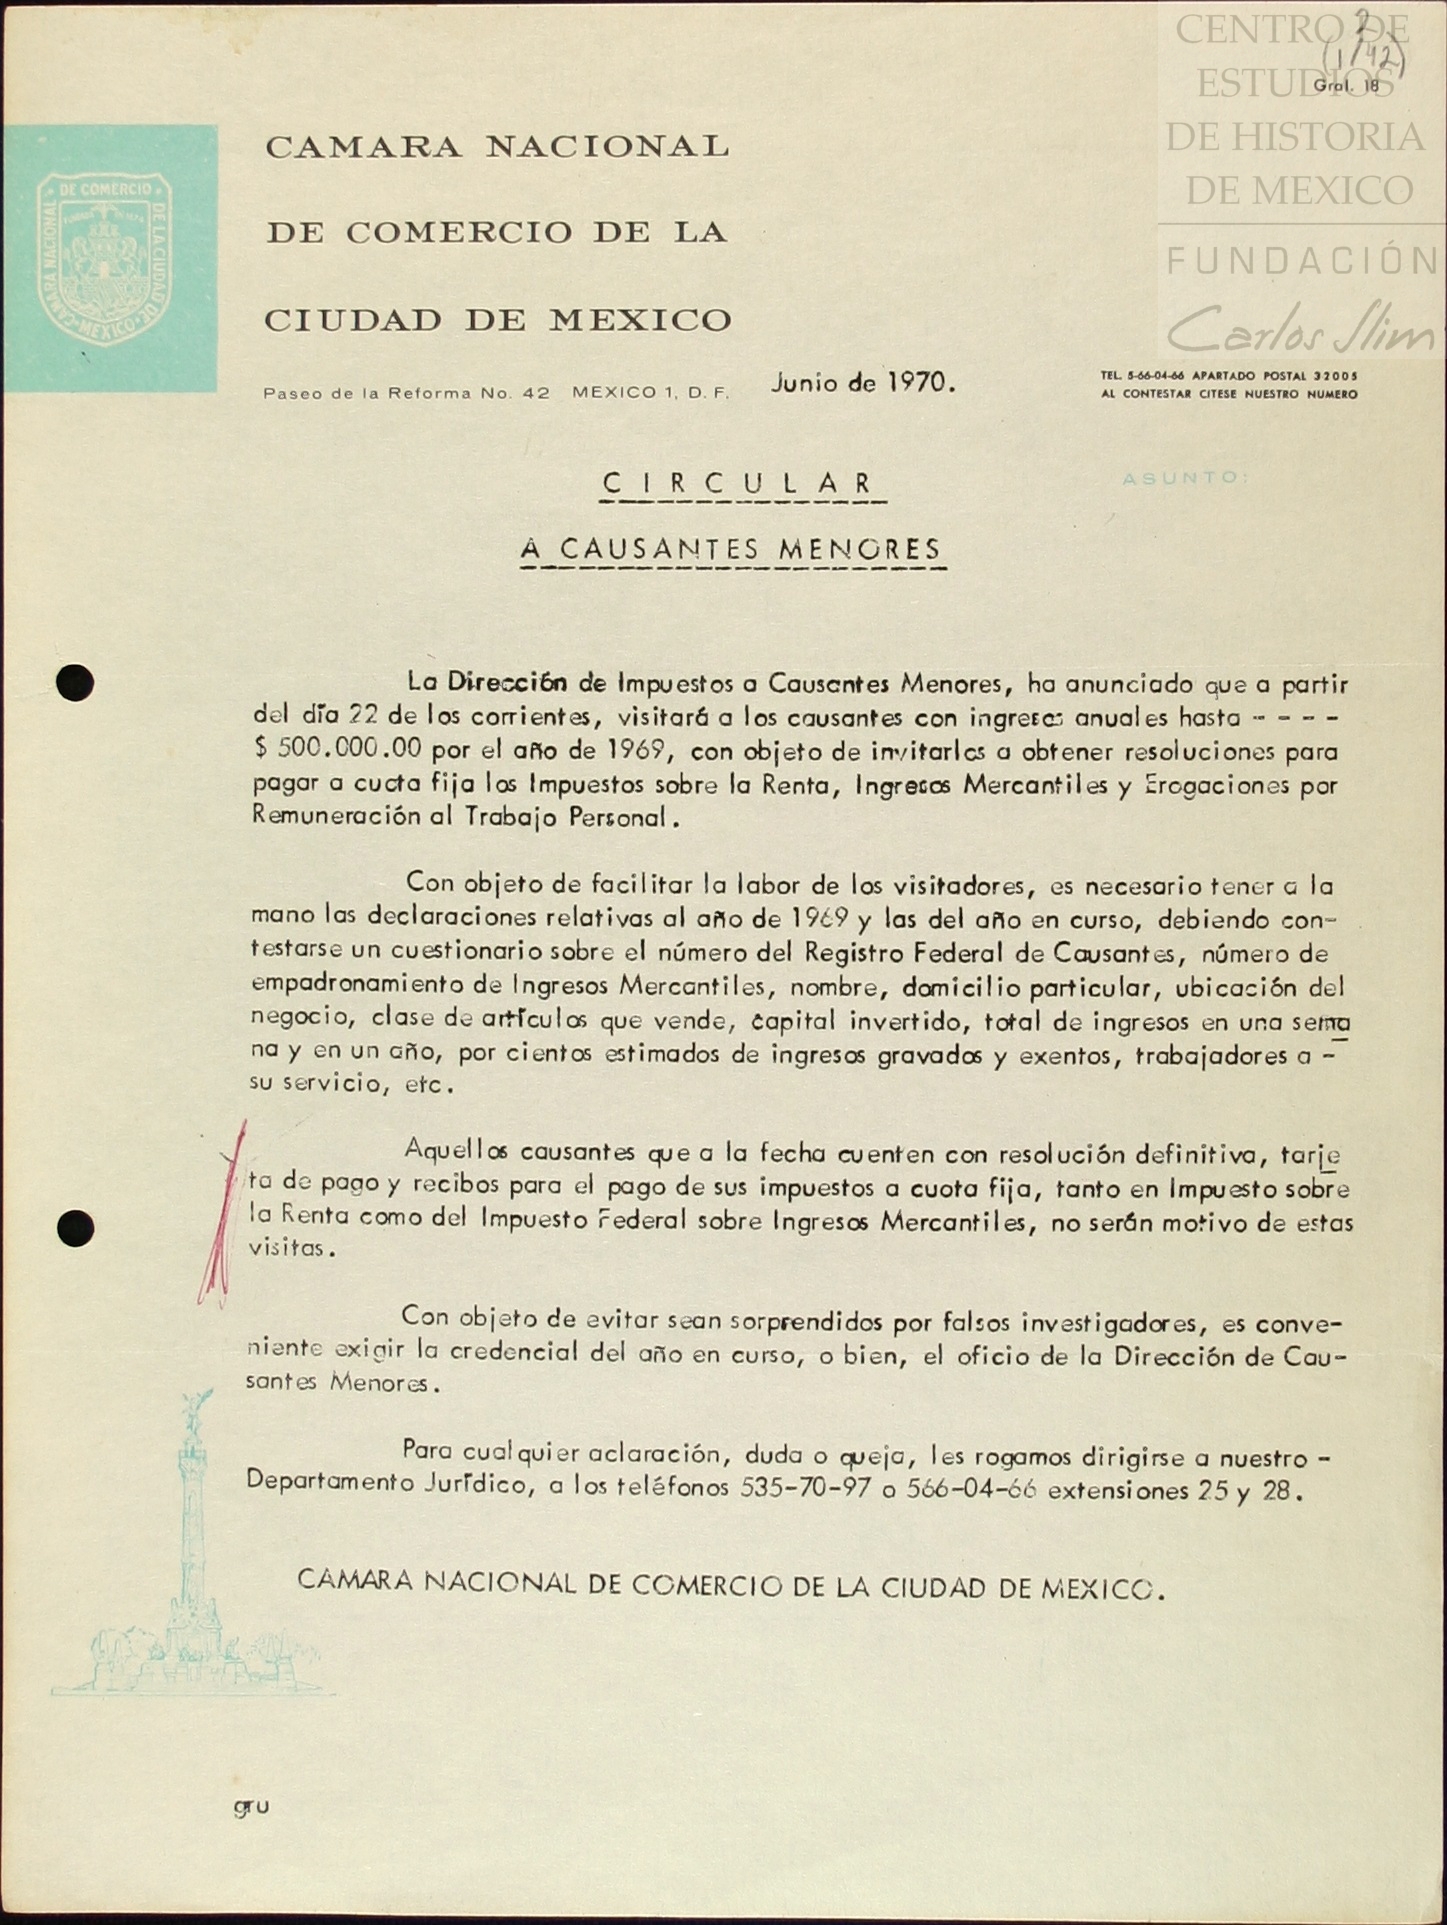 CENTRO DE
ESTUDIOS
DE HISTORIA
DE MEXICO
FUNDACIÓN
Carlos Slim
2
(1/42)
Gral. 18
DE COMERCIO
CAMARA NACIONAL
DE LA CIUDAD DE
MEXICO
CAMARA NACIONAL
DE COMERCIO DE LA
CIUDAD DE MEXICO
Paseo de la Reforma No. 42 MEXICO 1, D. F.
Junio de 1970.
TEL. 5-66-04-66 APARTADO POSTAL 32005
AL CONTESTAR CITESE NUESTRO NUMERO
ASUNTO:
C I R C U L A R
A CAUSANTES MENORES
La Dirección de Impuestos a Causantes Menores, ha anunciado que a partir
del día 22 de los corrientes, visitará a los causantes con ingresos anuales hasta - - - -
$ 500.000.00 por el año de 1969, con objeto de invitarlos a obtener resoluciones para
pagar a cuota fija los Impuestos sobre la Renta, Ingresos Mercantiles y Erogaciones por
Remuneración al Trabajo Personal.
Con objeto de facilitar la labor de los visitadores, es necesario tener a la
mano las declaraciones relativas al año de 1969 y las del año en curso, debiendo con-
testarse un cuestionario sobre el número del Registro Federal de Causantes, número de
empadronamiento de Ingresos Mercantiles, nombre, domicilio particular, ubicación del
negocio, clase de artículos que vende, capital invertido, total de ingresos en una sema
na y en un año, por cientos estimados de ingresos gravados y exentos, trabajadores a -
su servicio, etc.
Aquellos causantes que a la fecha cuenten con resolución definitiva, tarje
ta de pago y recibos para el pago de sus impuestos a cuota fija, tanto en Impuesto sobre
la Renta como del Impuesto Federal sobre Ingresos Mercantiles, no serán motivo de estas
visitas.
Con objeto de evitar sean sorprendidos por falsos investigadores, es conve-
niente exigir la credencial del año en curso, o bien, el oficio de la Dirección de Cau-
santes Menores.
Para cualquier aclaración, duda o queja, les rogamos dirigirse a nuestro -
Departamento Jurídico, a los teléfonos 535-70-97 o 566-04-66 extensiones 25 y 28.
CAMARA NACIONAL DE COMERCIO DE LA CIUDAD DE MEXICO.
gru